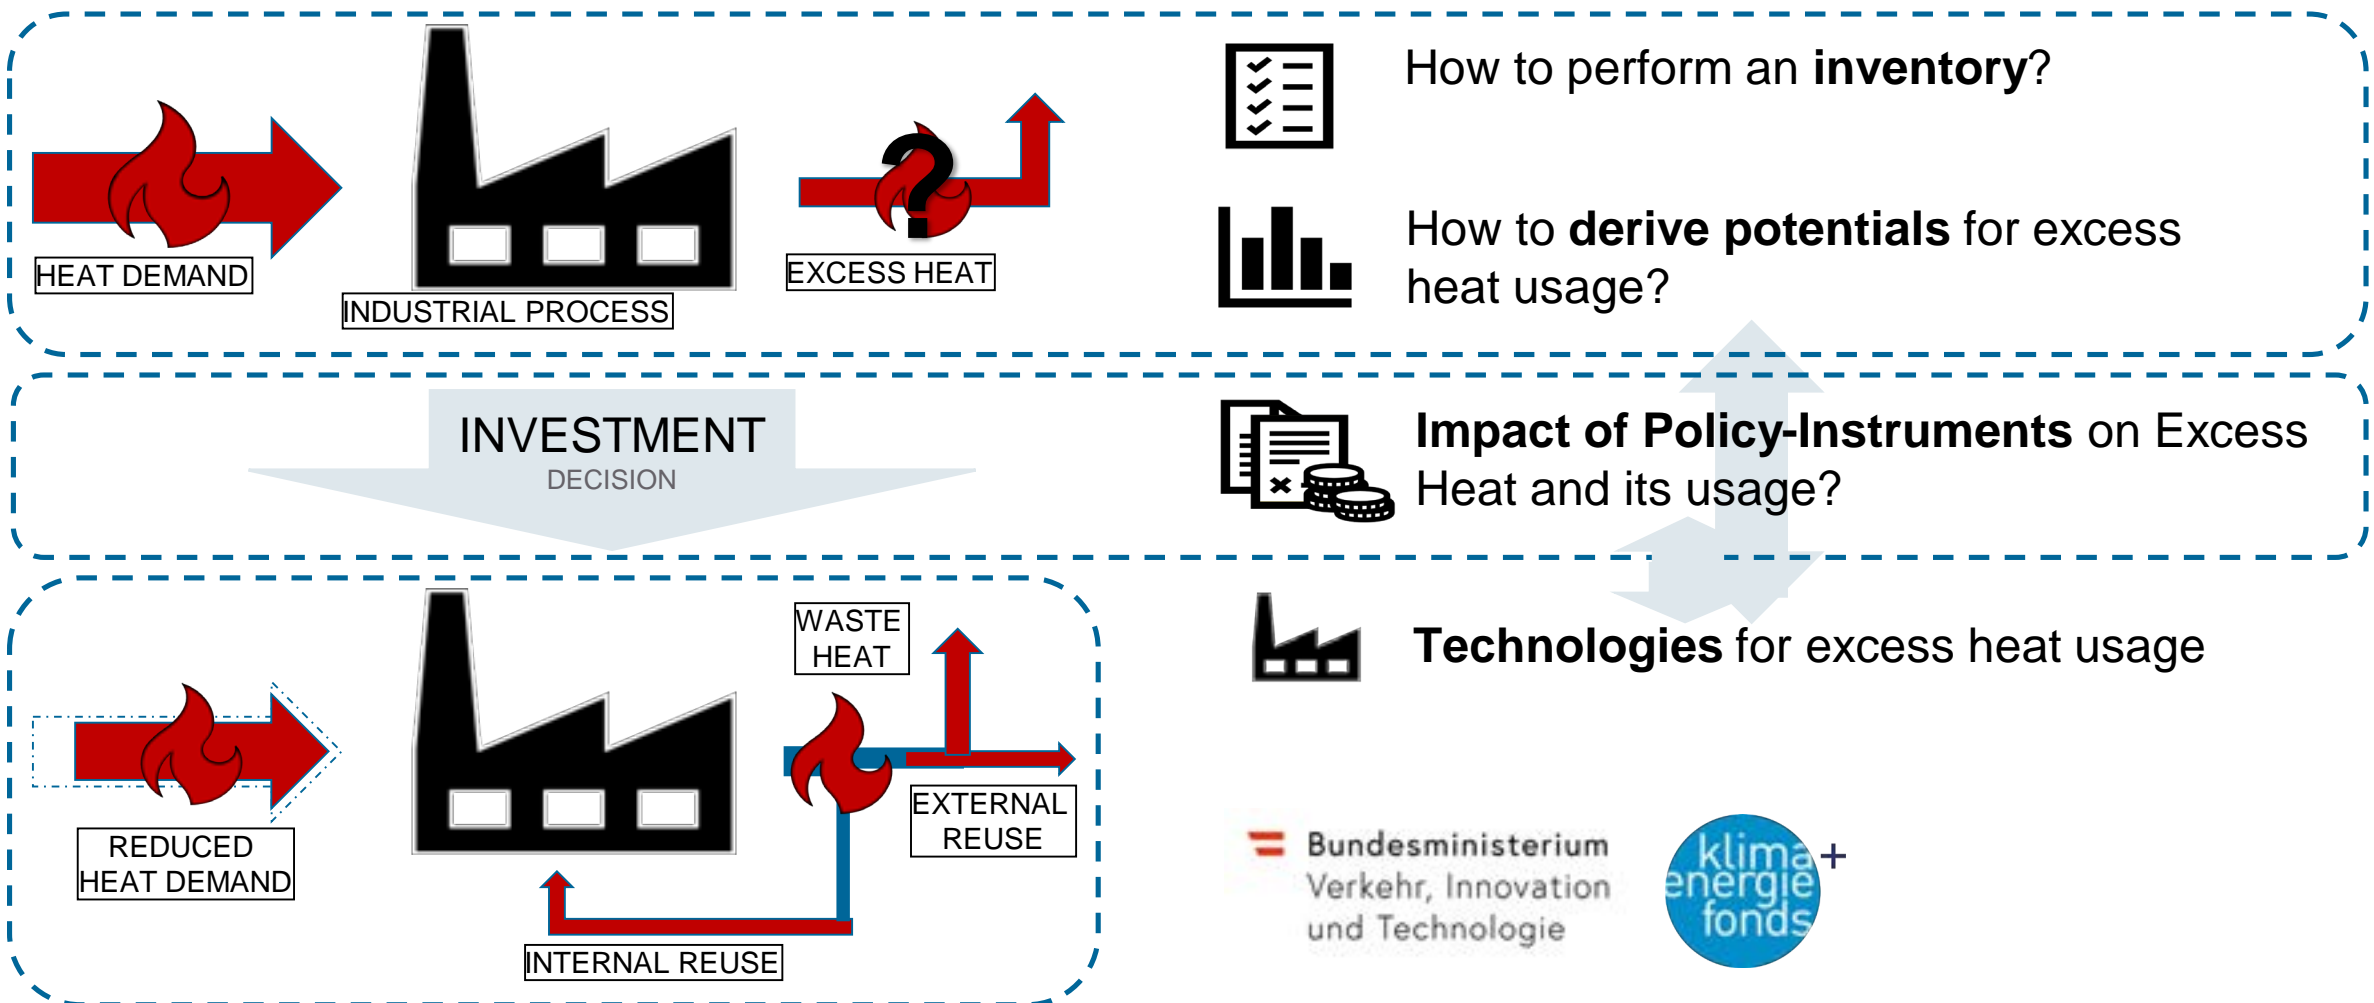 How to perform an inventory?
?
HEAT DEMAND
INDUSTRIAL PROCESS
EXCESS HEAT
How to derive potentials for excess
heat usage?
INVESTMENT
DECISION
Impact of Policy-Instruments on Excess
Heat and its usage?
WASTE
HEAT
Technologies for excess heat usage
REDUCED
HEAT DEMAND
EXTERNAL
REUSE
INTERNAL REUSE
Bundesministerium
Verkehr, Innovation
und Technologie
klima+
energie
fonds